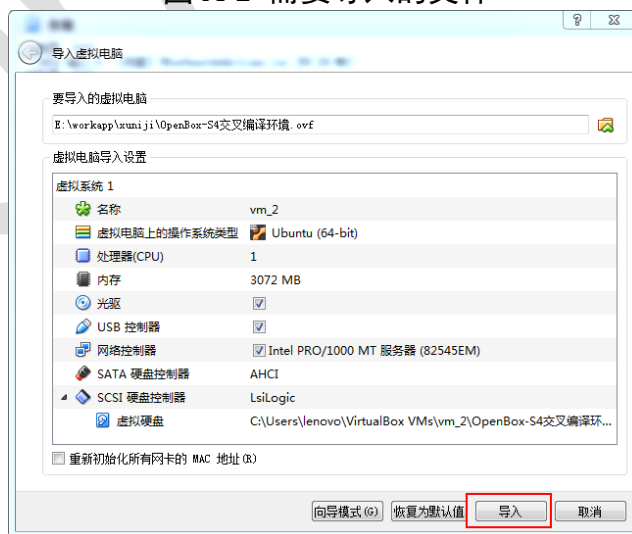 导入虚拟电脑
要导入的虚拟电脑
E:\workapp\xuniji\OpenBox-S4交叉编译环境.ovf
虚拟电脑导入设置
虚拟系统 1
名称 vm_2
虚拟电脑上的操作系统类型 Ubuntu (64-bit)
处理器(CPU) 1
内存 3072 MB
光驱
USB 控制器
网络控制器 Intel PRO/1000 MT 服务器 (82545EM)
SATA 硬盘控制器 AHCI
SCSI 硬盘控制器 LsiLogic
虚拟硬盘 C:\Users\lenovo\VirtualBox VMs\vm_2\OpenBox-S4交叉编译环...
重新初始化所有网卡的 MAC 地址(R)
向导模式(G) 恢复为默认值 导入 取消